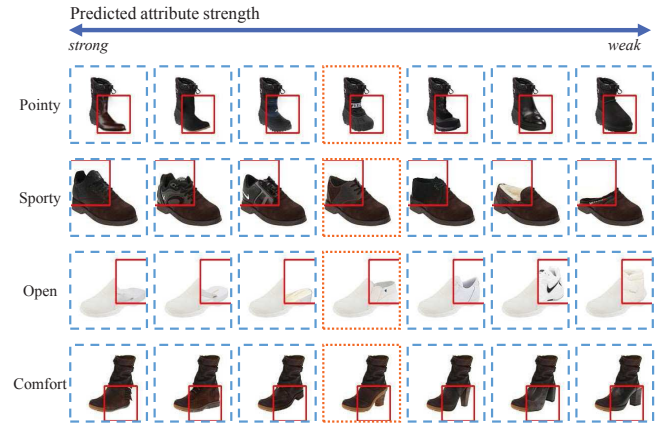 Predicted attribute strength
strong
weak
Pointy
Sporty
Open
Comfort